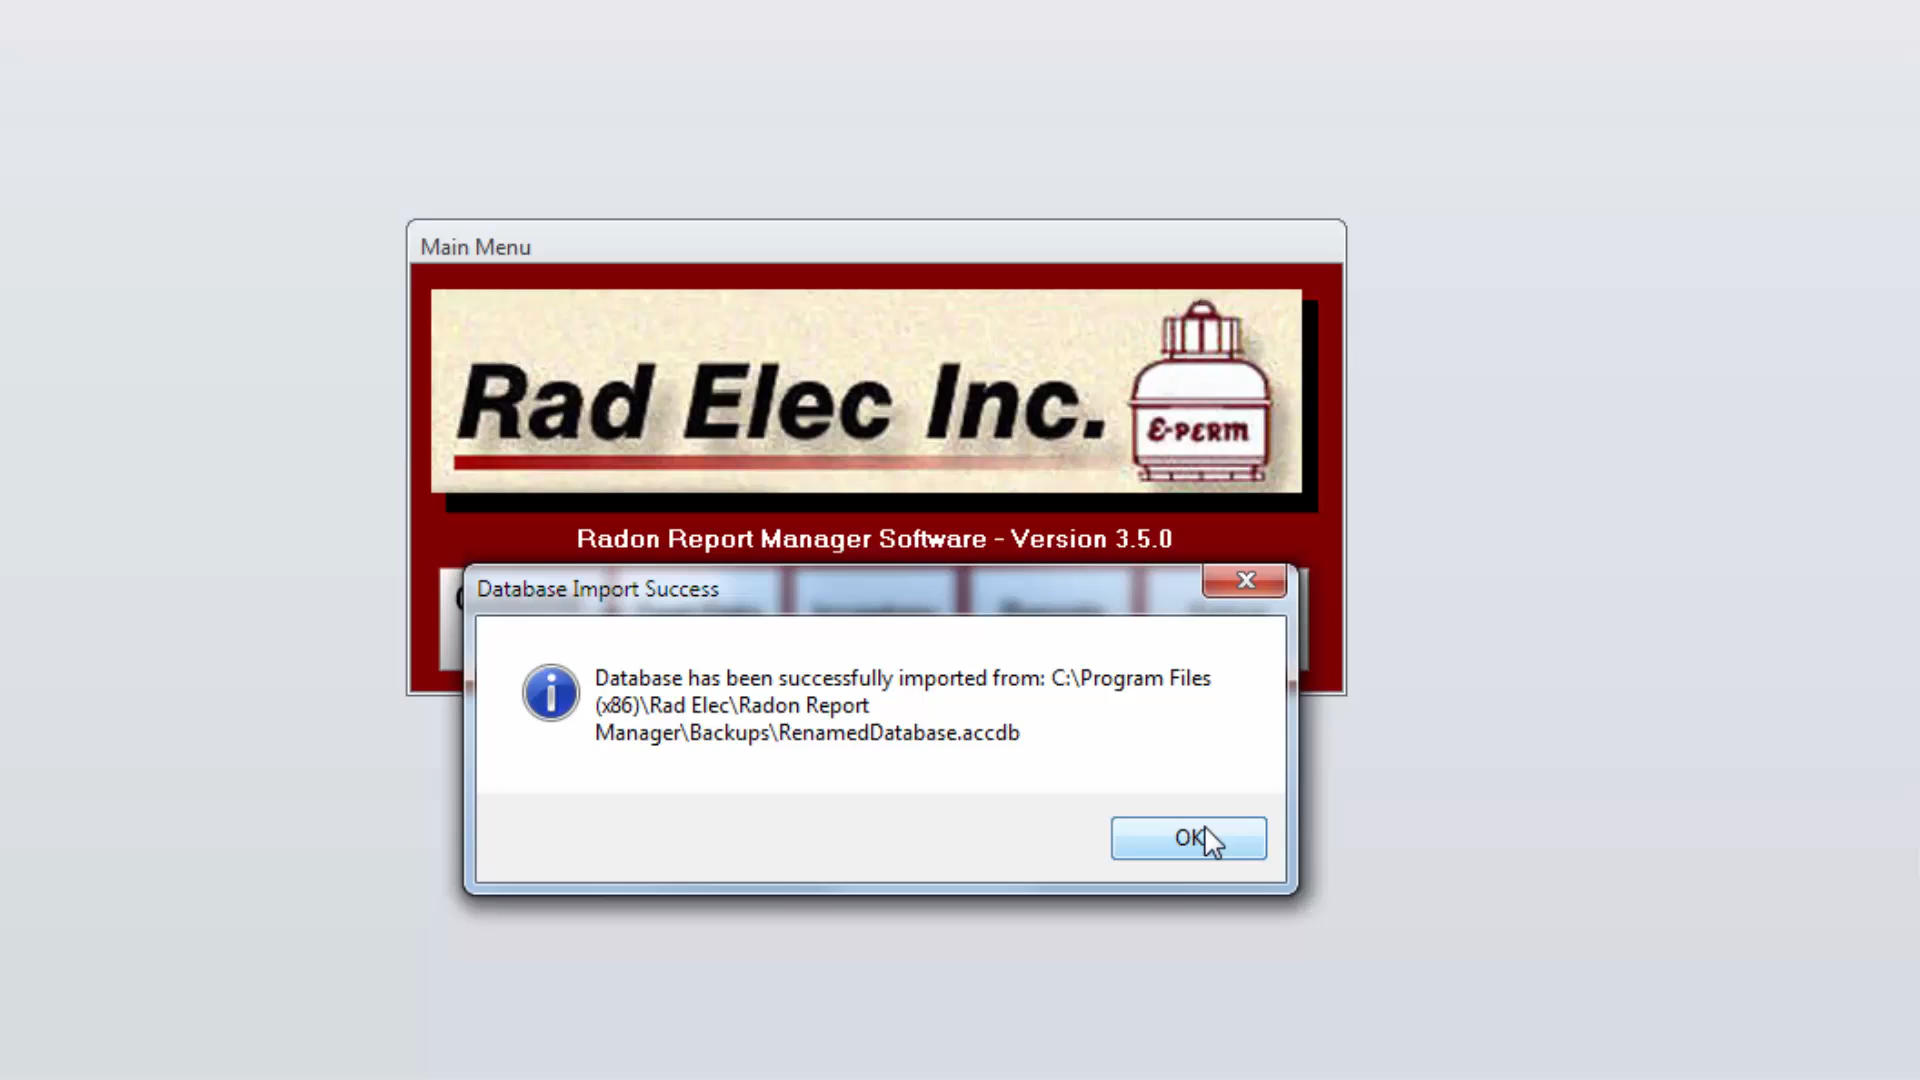 Main Menu
Rad Elec Inc.
E-PERM
Radon Report Manager Software - Version 3.5.0
Database Import Success
Database has been successfully imported from: C:\Program Files
(x86)\Rad Elec\Radon Report
Manager\Backups\RenamedDatabase.accdb
OK